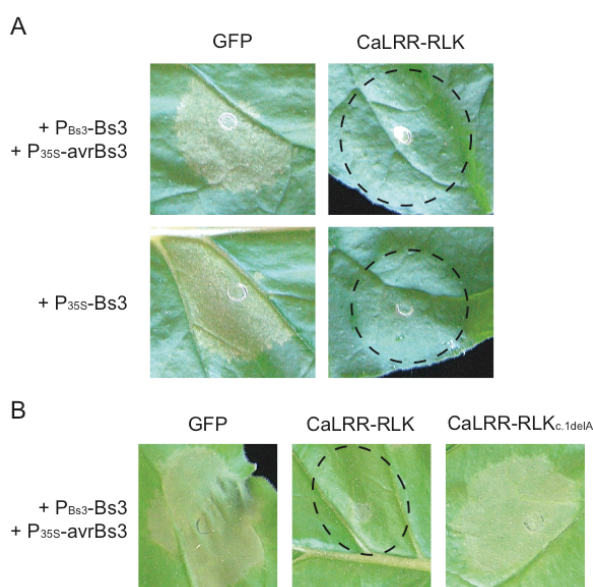 A
GFP CaLRR-RLK
+ PBs3-Bs3
+ P35S-avrBs3
+ P35S-Bs3
B
GFP CaLRR-RLK CaLRR-RLKc.1delA
+ PBs3-Bs3
+ P35S-avrBs3